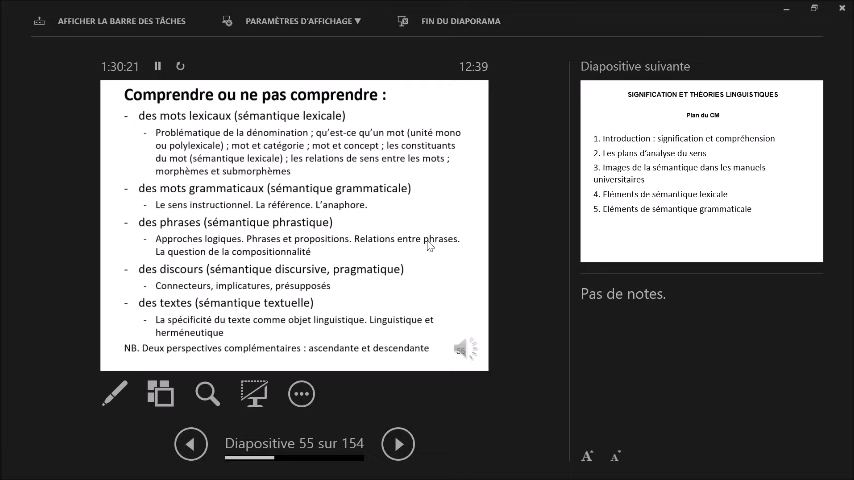 AFFICHER LA BARRE DES TÂCHES
PARAMÈTRES D'AFFICHAGE ▼
FIN DU DIAPORAMA
1:30:21
12:39
Comprendre ou ne pas comprendre :
- des mots lexicaux (sémantique lexicale)
- Problématique de la dénomination ; qu'est-ce qu'un mot (unité mono
ou polylexicale) ; mot et catégorie ; mot et concept ; les constituants
du mot (sémantique lexicale) ; les relations de sens entre les mots ;
morphèmes et submorphèmes
- des mots grammaticaux (sémantique grammaticale)
- Le sens instructionnel. La référence. L'anaphore.
- des phrases (sémantique phrastique)
- Approches logiques. Phrases et propositions. Relations entre phrases.
La question de la compositionnalité
- des discours (sémantique discursive, pragmatique)
- Connecteurs, implicatures, présupposés
- des textes (sémantique textuelle)
- La spécificité du texte comme objet linguistique. Linguistique et
herméneutique
NB. Deux perspectives complémentaires : ascendante et descendante
Diapositive 55 sur 154
Diapositive suivante
SIGNIFICATION ET THÉORIES LINGUISTIQUES
Plan du CM
1. Introduction : signification et compréhension
2. Les plans d'analyse du sens
3. Images de la sémantique dans les manuels
universitaires
4. Eléments de sémantique lexicale
5. Eléments de sémantique grammaticale
Pas de notes.
A A